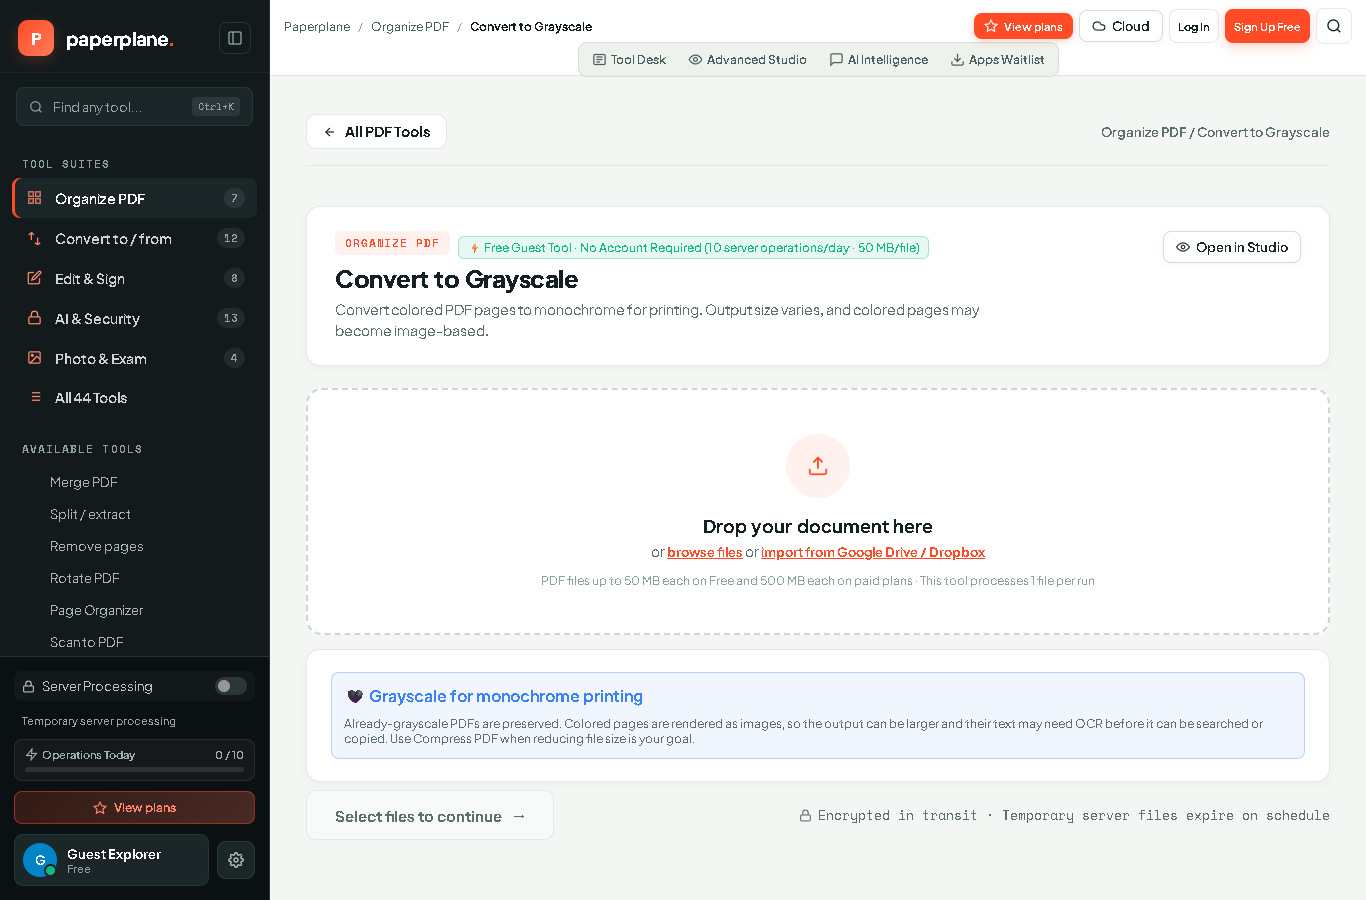 P paperplane.
Find any tool... Ctrl+K
TOOL SUITES
Organize PDF 7
Convert to / from 12
Edit & Sign 8
AI & Security 13
Photo & Exam 4
All 44 Tools
AVAILABLE TOOLS
Merge PDF
Split / extract
Remove pages
Rotate PDF
Page Organizer
Scan to PDF
Server Processing
Temporary server processing
Operations Today 0 / 10
View plans
G Guest Explorer
Free
Paperplane / Organize PDF / Convert to Grayscale
View plans Cloud Log In Sign Up Free
Tool Desk Advanced Studio AI Intelligence Apps Waitlist
← All PDF Tools
Organize PDF / Convert to Grayscale
ORGANIZE PDF Free Guest Tool · No Account Required (10 server operations/day · 50 MB/file)
Open in Studio
Convert to Grayscale
Convert colored PDF pages to monochrome for printing. Output size varies, and colored pages may
become image-based.
Drop your document here
or browse files or import from Google Drive / Dropbox
PDF files up to 50 MB each on Free and 500 MB each on paid plans · This tool processes 1 file per run
🖤 Grayscale for monochrome printing
Already-grayscale PDFs are preserved. Colored pages are rendered as images, so the output can be larger and their text may need OCR before it can be searched or
copied. Use Compress PDF when reducing file size is your goal.
Select files to continue →
Encrypted in transit · Temporary server files expire on schedule